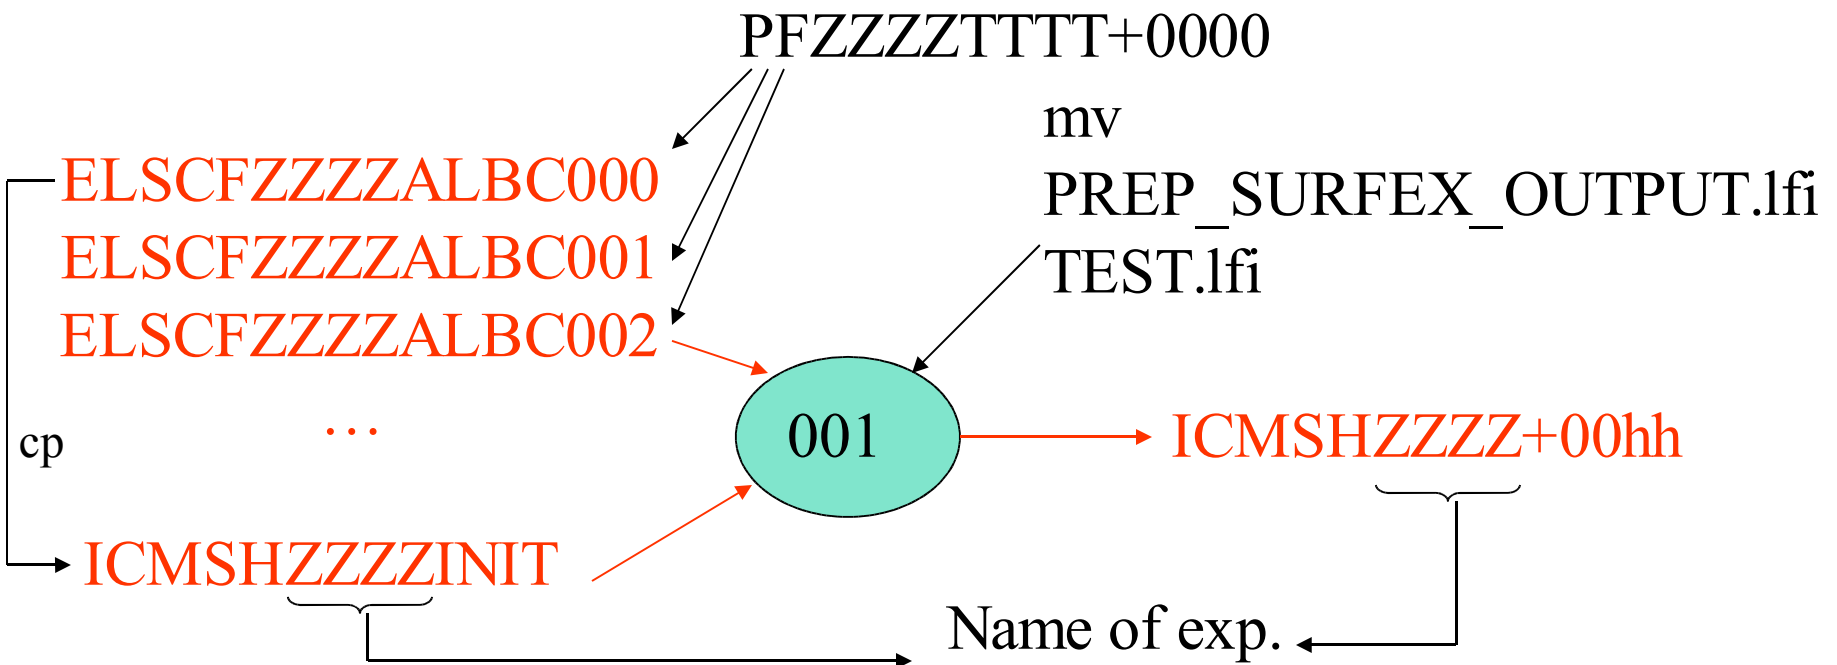 PFZZZZTTTT+0000
mv
PREP_SURFEX_OUTPUT.lfi
TEST.lfi
ELSCFZZZZALBC000
ELSCFZZZZALBC001
ELSCFZZZZALBC002
...
cp
001
ICMSHZZZZ+00hh
ICMSHZZZZINIT
Name of exp.